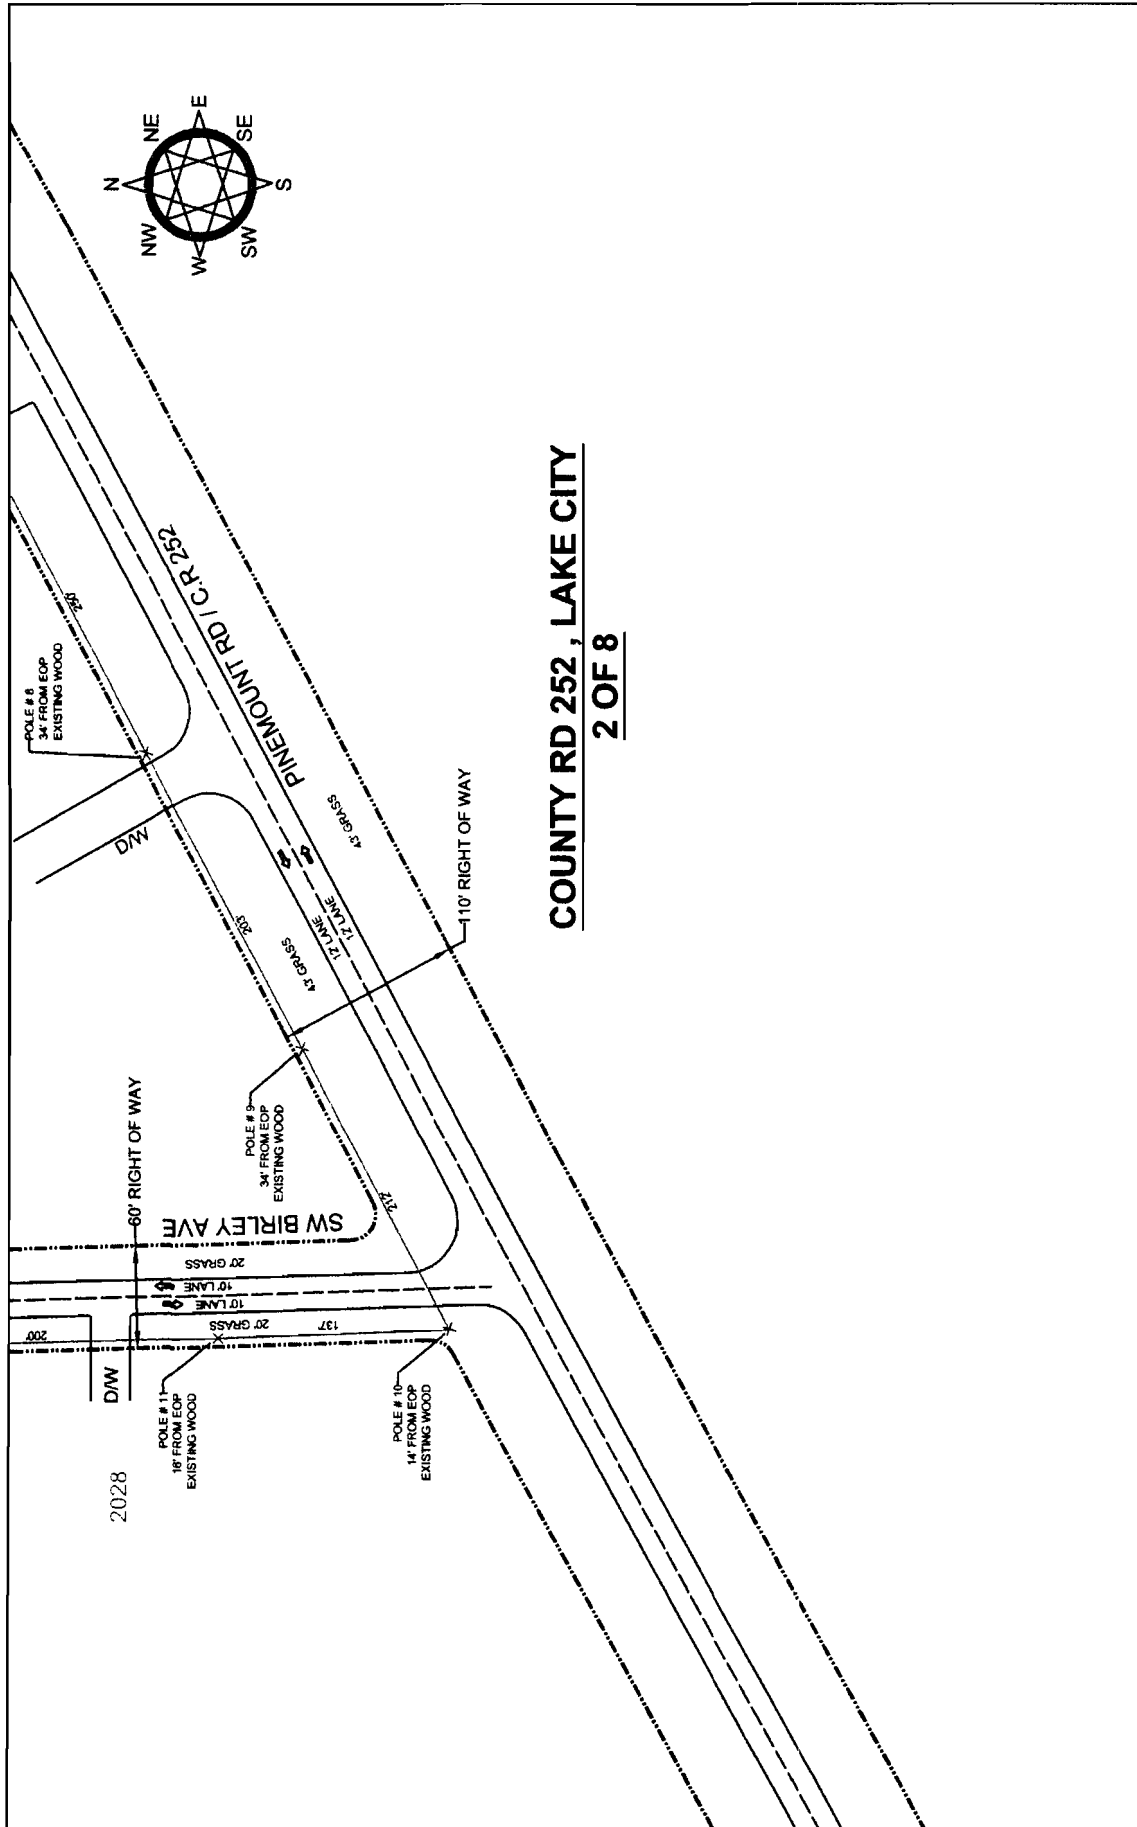 N
NE
E
SE
S
SW
W
NW
POLE # 8
34' FROM EOP
EXISTING WOOD
250'
PINEMOUNT RD / C.R 252
D/W
203'
43' GRASS
12' LANE
12' LANE
43' GRASS
110' RIGHT OF WAY
POLE # 9
34' FROM EOP
EXISTING WOOD
212'
60' RIGHT OF WAY
SW BIRLEY AVE
20' GRASS
10' LANE
10' LANE
20' GRASS
137'
200'
D/W
POLE # 11
16' FROM EOP
EXISTING WOOD
POLE # 10
14' FROM EOP
EXISTING WOOD
2028
COUNTY RD 252 , LAKE CITY
2 OF 8